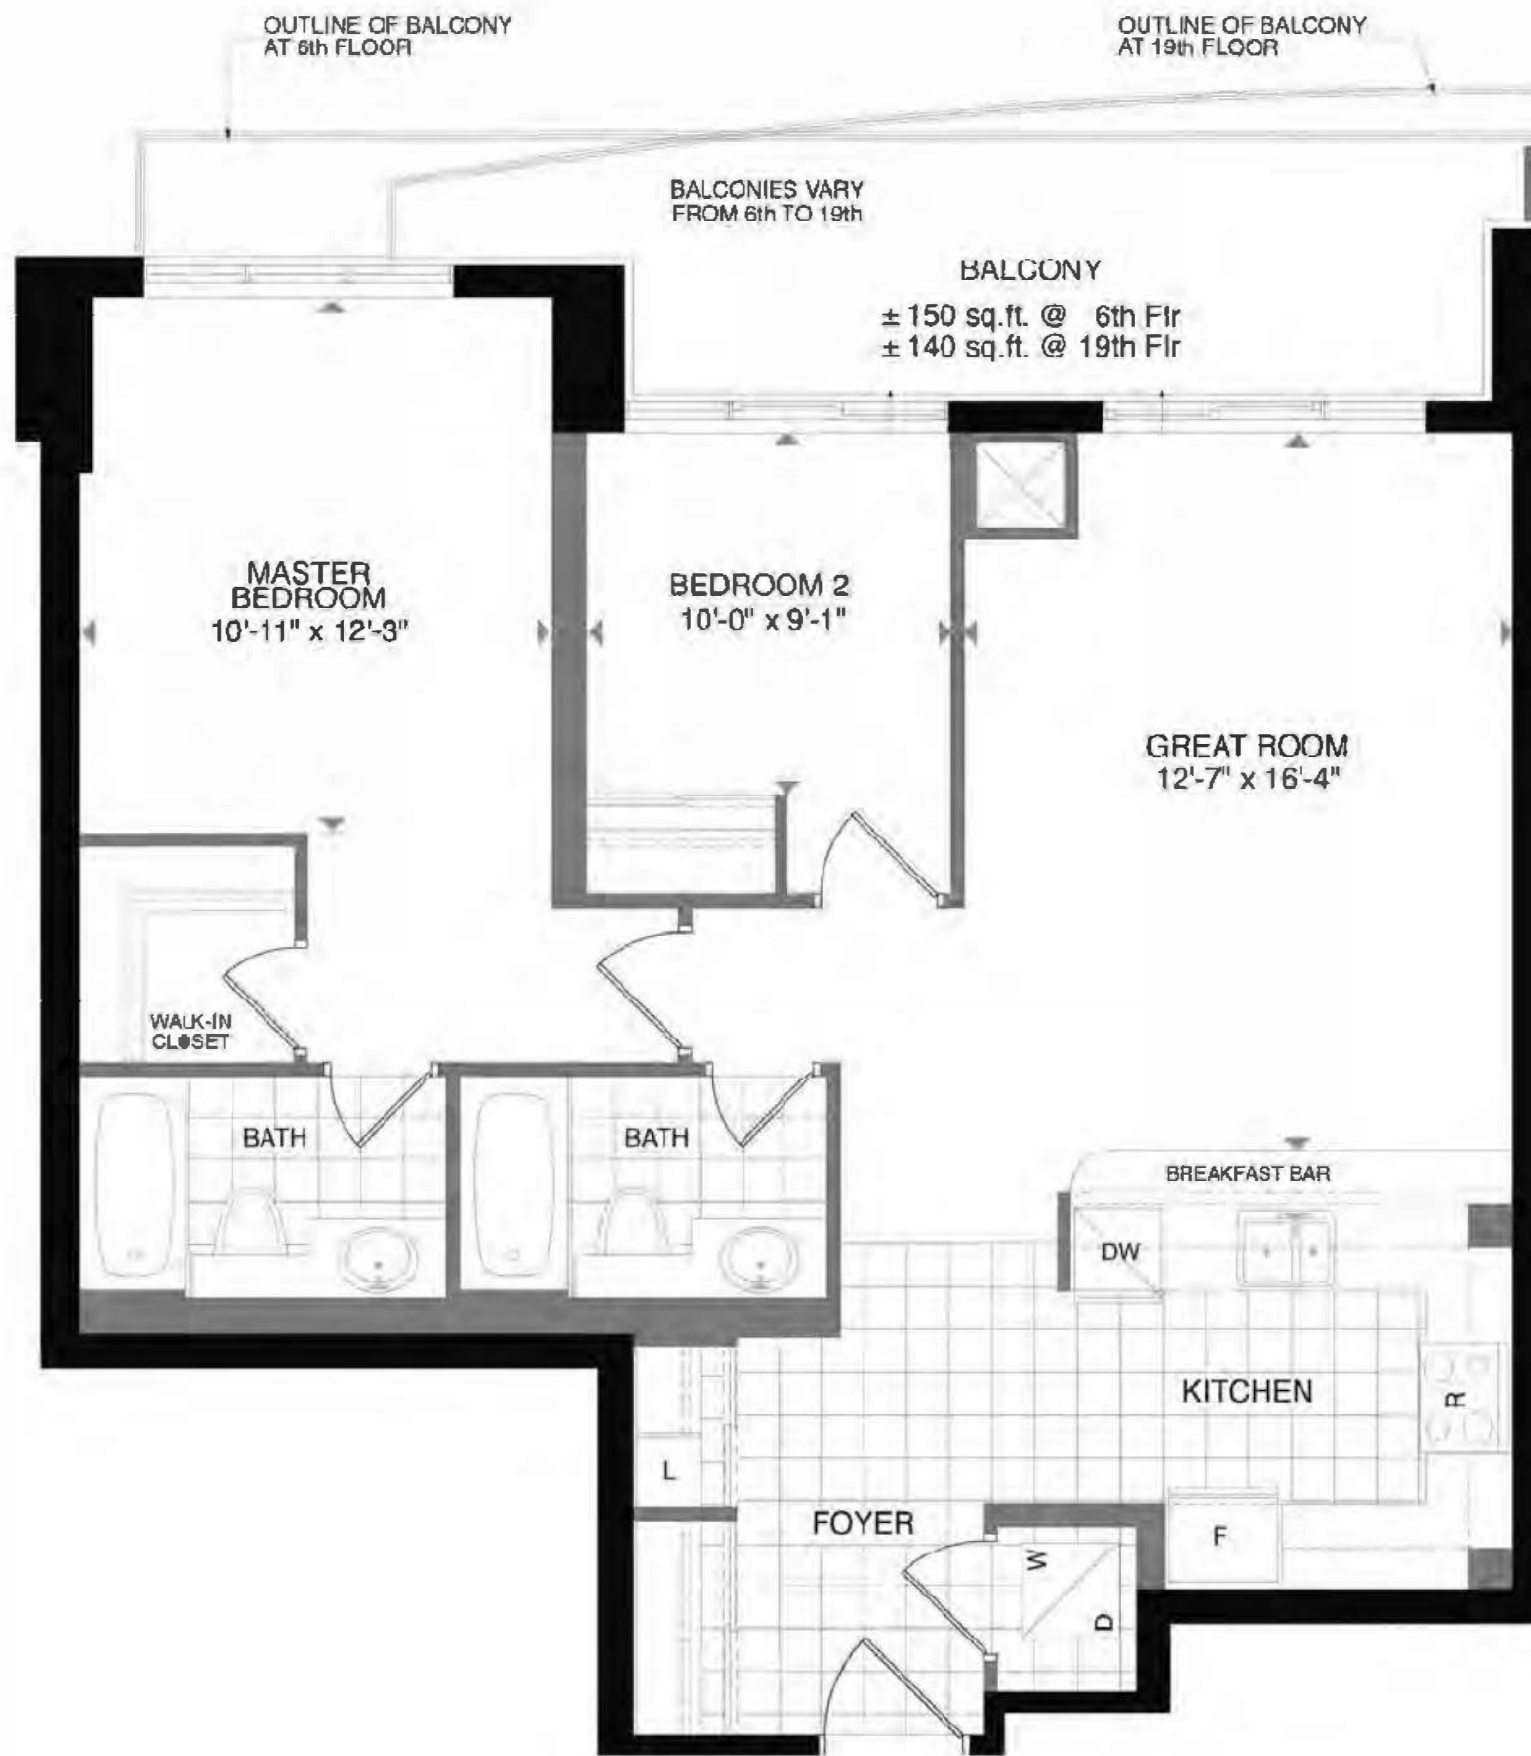 OUTLINE OF BALCONY
AT 6th FLOOR
OUTLINE OF BALCONY
AT 19th FLOOR
BALCONIES VARY
FROM 6th TO 19th
BALCONY
± 150 sq.ft. @ 6th Flr
± 140 sq.ft. @ 19th Flr
MASTER
BEDROOM
10'-11" x 12'-3"
BEDROOM 2
10'-0" x 9'-1"
GREAT ROOM
12'-7" x 16'-4"
WALK-IN
CLOSET
BATH
BATH
BREAKFAST BAR
DW
KITCHEN
R
L
FOYER
F
W
D